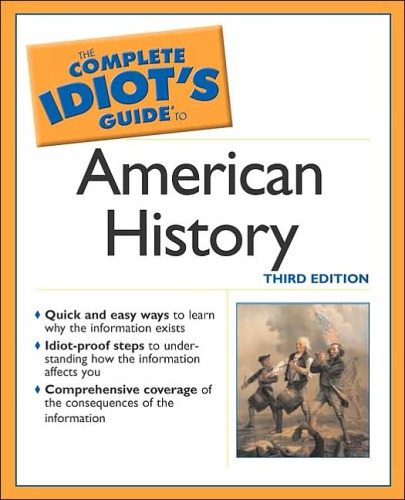 THE
COMPLETE
IDIOT'S
GUIDE® TO
American
History
THIRD EDITION
♦ Quick and easy ways to learn
why the information exists
♦ Idiot-proof steps to under-
standing how the information
affects you
♦ Comprehensive coverage of
the consequences of the
information